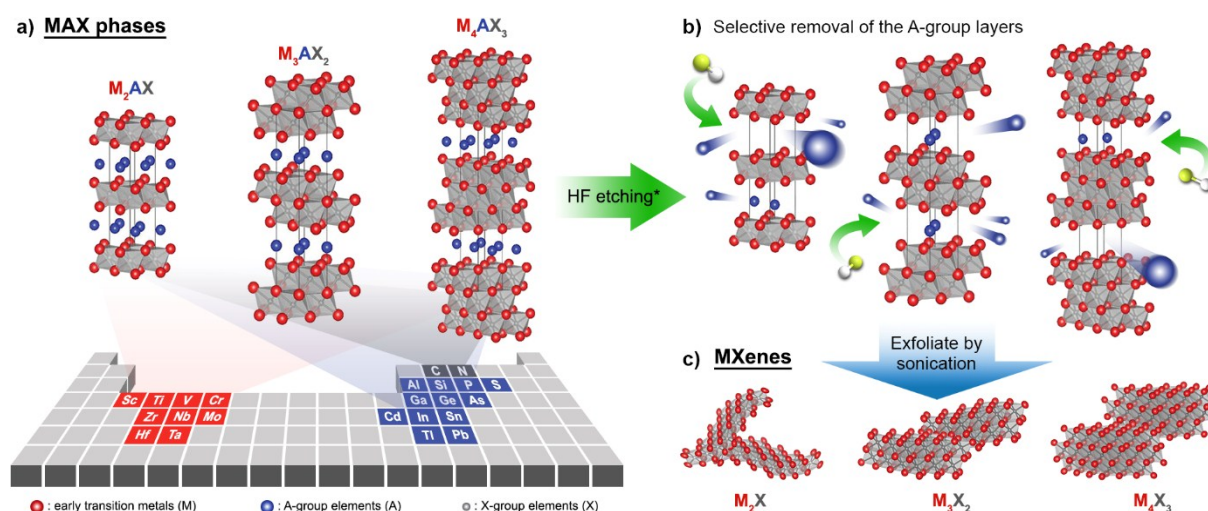 a) MAX phases
M₂AX
M₃AX₂
M₄AX₃
HF etching*
b) Selective removal of the A-group layers
Exfoliate by
sonication
c) MXenes
M₂X
M₃X₂
M₄X₃
C N
Al Si P S
Sc Ti V Cr
Ga Ge As
Zr Nb Mo
Cd In Sn
Hf Ta
Tl Pb
: early transition metals (M)
: A-group elements (A)
: X-group elements (X)